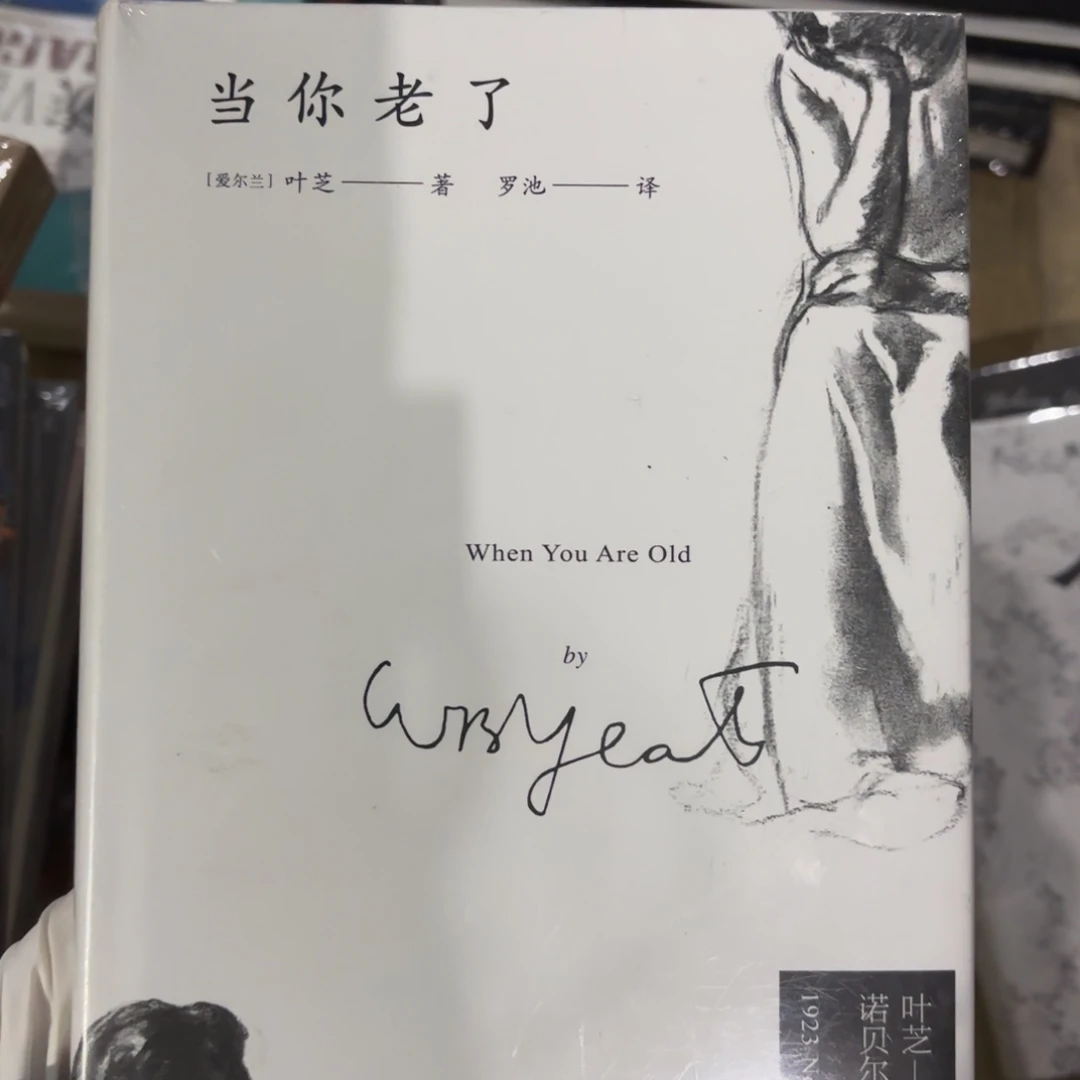 当你老了
[爱尔兰] 叶芝——著 罗池——译
When You Are Old
by
WBYeats
叶芝—
诺贝尔
1923 N